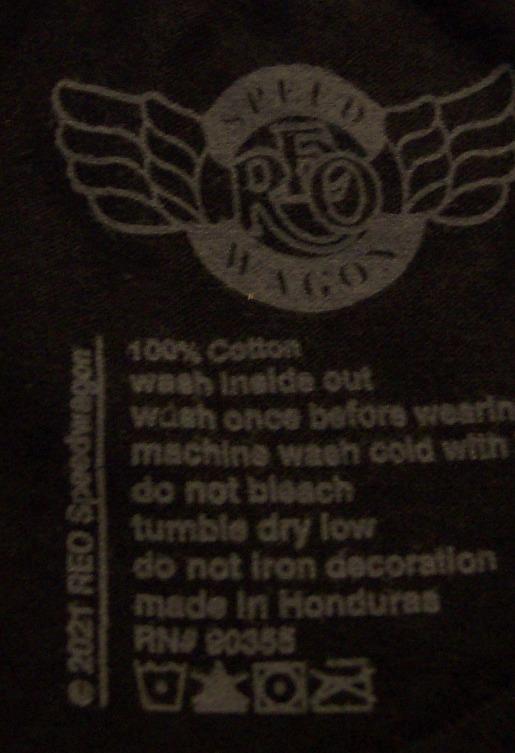 SPEED
REO
WAGON
100% Cotton
wash inside out
wash once before wearin
machine wash cold with
do not bleach
tumble dry low
do not iron decoration
made in Honduras
RN# 90355
© 2021 REO Speedwagon